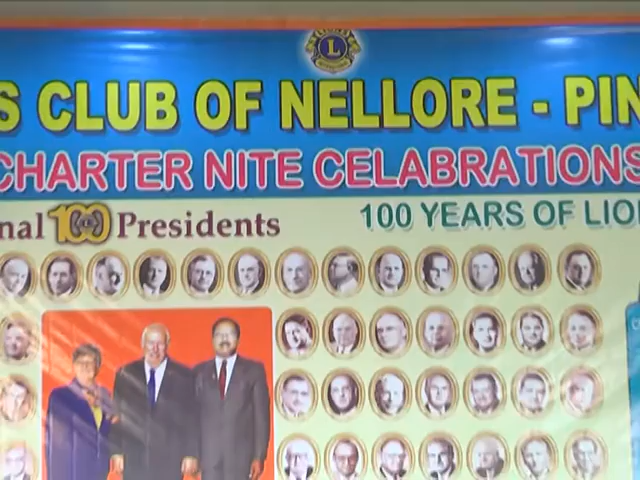 S CLUB OF NELLORE - PIN
CHARTER NITE CELABRATIONS
nal 100 Presidents
100 YEARS OF LIO
L